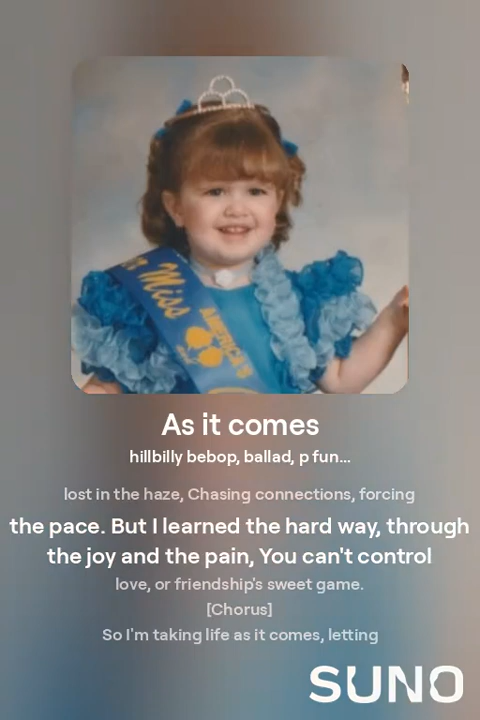 Miss
AMERICA'S
As it comes
hillbilly bebop, ballad, p fun...
lost in the haze, Chasing connections, forcing
the pace. But I learned the hard way, through
the joy and the pain, You can't control
love, or friendship's sweet game.
[Chorus]
So I'm taking life as it comes, letting
SUNO